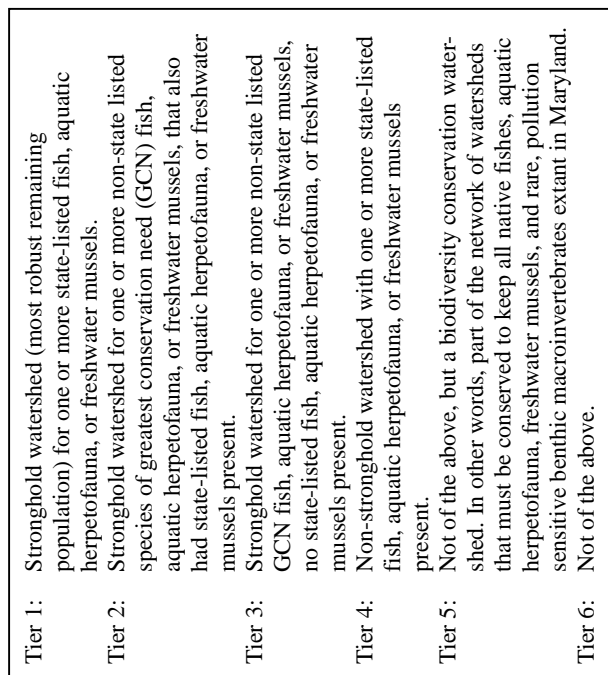 Tier 1: Stronghold watershed (most robust remaining
population) for one or more state-listed fish, aquatic
herpetofauna, or freshwater mussels.
Tier 2: Stronghold watershed for one or more non-state listed
species of greatest conservation need (GCN) fish,
aquatic herpetofauna, or freshwater mussels, that also
had state-listed fish, aquatic herpetofauna, or freshwater
mussels present.
Tier 3: Stronghold watershed for one or more non-state listed
GCN fish, aquatic herpetofauna, or freshwater mussels,
no state-listed fish, aquatic herpetofauna, or freshwater
mussels present.
Tier 4: Non-stronghold watershed with one or more state-listed
fish, aquatic herpetofauna, or freshwater mussels
present.
Tier 5: Not of the above, but a biodiversity conservation water-
shed. In other words, part of the network of watersheds
that must be conserved to keep all native fishes, aquatic
herpetofauna, freshwater mussels, and rare, pollution
sensitive benthic macroinvertebrates extant in Maryland.
Tier 6: Not of the above.